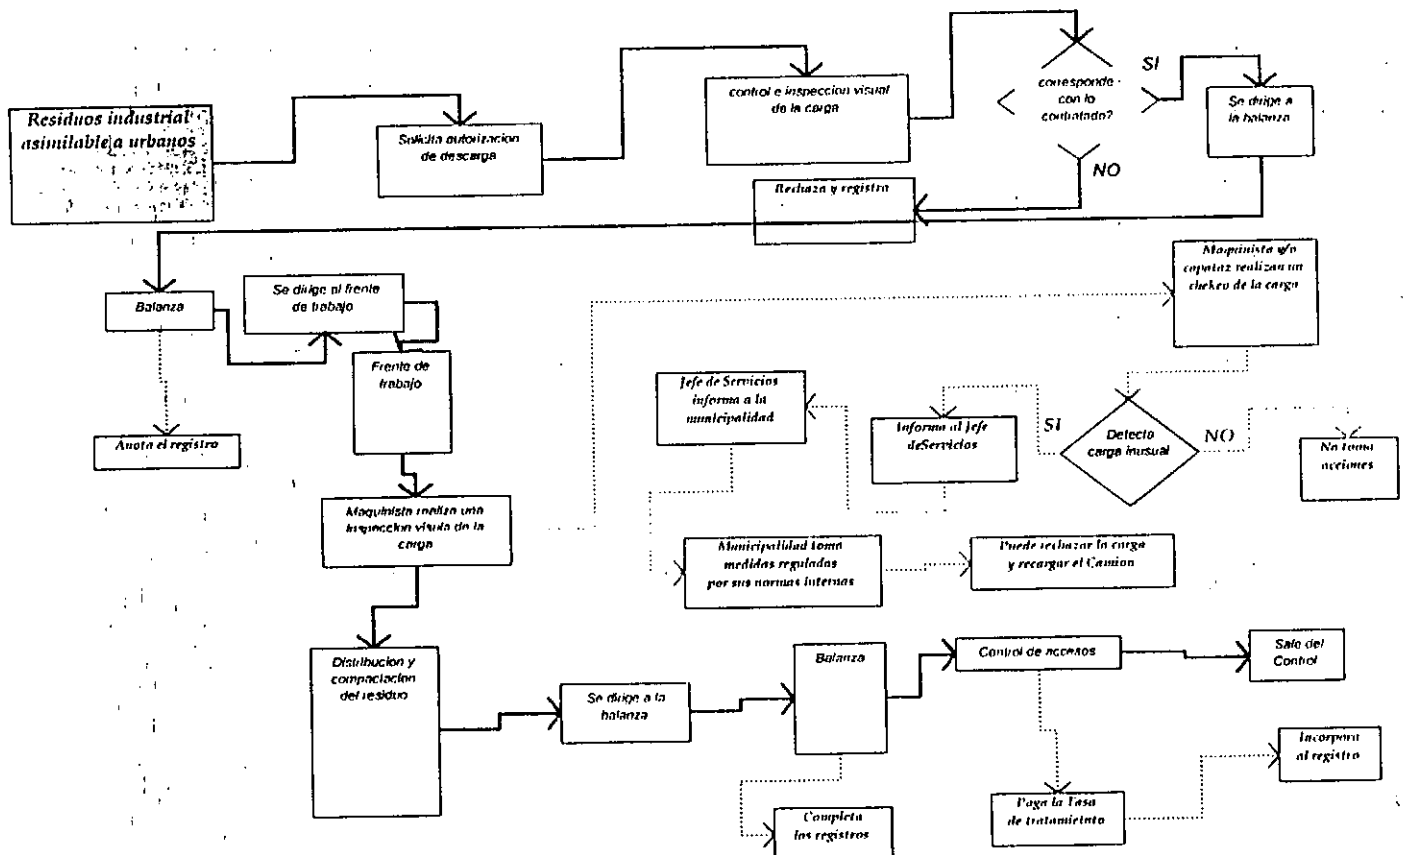 Residuos industrial
asimilable a urbanos
Solicita autorizacion
de descarga
control e inspeccion visual
de la carga
corresponde
con lo
contratado?
SI
NO
Se dirige a
la balanza
Rechaza y registra
Balanza
Se dirige al frente
de trabajo
Frente de
trabajo
Anota el registro
Maquinista realiza una
inspeccion visula de la
carga
Maquinista y/o
capataz realizan un
chekeo de la carga
Detecto
carga inusual
SI
NO
No toma
acciones
Informa al Jefe
deServicios
Jefe de Servicios
informa a la
municipalidad
Municipalidad toma
medidas reguladas
por sus normas internas
Puede rechazar la carga
y recargar el Camion
Distribucion y
compactacion
del residuo
Se dirige a la
balanza
Balanza
Completa
los registros
Control de accesos
Sale del
Control
Paga la Tasa
de tratamiento
Incorpora
al registro